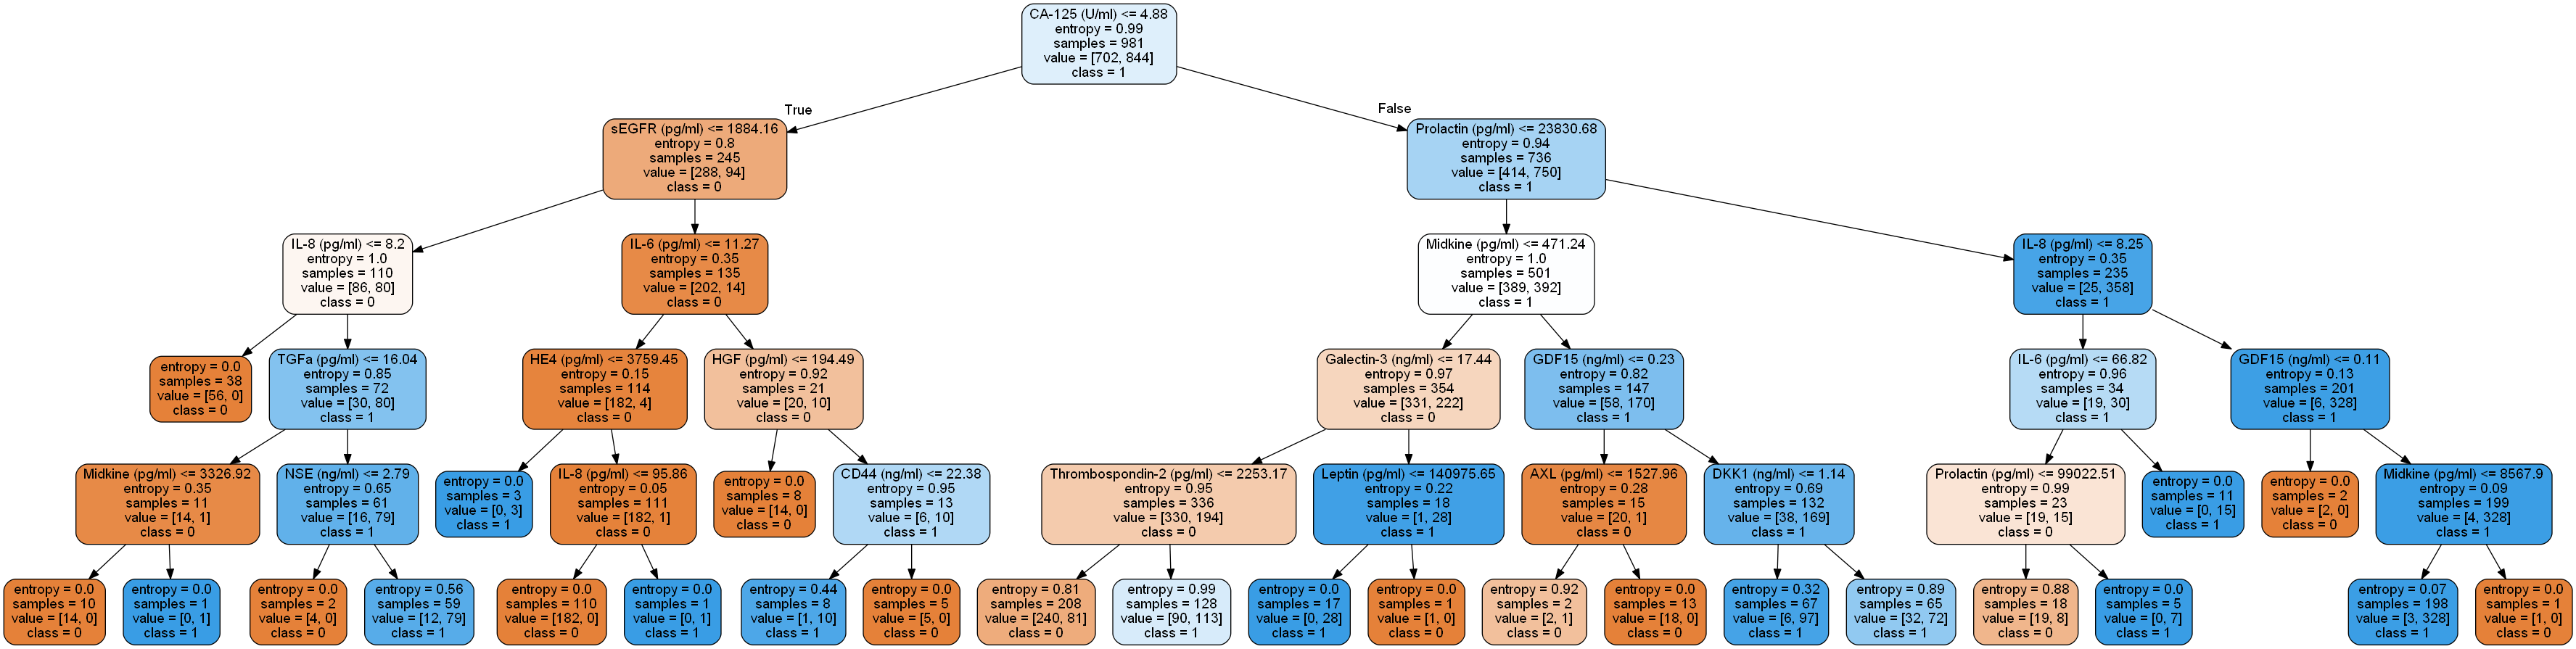 CA-125 (U/ml) <= 4.88
entropy = 0.99
samples = 981
value = [702, 844]
class = 1
True
False
sEGFR (pg/ml) <= 1884.16
entropy = 0.8
samples = 245
value = [288, 94]
class = 0
Prolactin (pg/ml) <= 23830.68
entropy = 0.94
samples = 736
value = [414, 750]
class = 1
IL-8 (pg/ml) <= 8.2
entropy = 1.0
samples = 110
value = [86, 80]
class = 0
IL-6 (pg/ml) <= 11.27
entropy = 0.35
samples = 135
value = [202, 14]
class = 0
Midkine (pg/ml) <= 471.24
entropy = 1.0
samples = 501
value = [389, 392]
class = 1
IL-8 (pg/ml) <= 8.25
entropy = 0.35
samples = 235
value = [25, 358]
class = 1
entropy = 0.0
samples = 38
value = [56, 0]
class = 0
TGFa (pg/ml) <= 16.04
entropy = 0.85
samples = 72
value = [30, 80]
class = 1
HE4 (pg/ml) <= 3759.45
entropy = 0.15
samples = 114
value = [182, 4]
class = 0
HGF (pg/ml) <= 194.49
entropy = 0.92
samples = 21
value = [20, 10]
class = 0
Galectin-3 (ng/ml) <= 17.44
entropy = 0.97
samples = 354
value = [331, 222]
class = 0
GDF15 (ng/ml) <= 0.23
entropy = 0.82
samples = 147
value = [58, 170]
class = 1
IL-6 (pg/ml) <= 66.82
entropy = 0.96
samples = 34
value = [19, 30]
class = 1
GDF15 (ng/ml) <= 0.11
entropy = 0.13
samples = 201
value = [6, 328]
class = 1
Midkine (pg/ml) <= 3326.92
entropy = 0.35
samples = 11
value = [14, 1]
class = 0
NSE (ng/ml) <= 2.79
entropy = 0.65
samples = 61
value = [16, 79]
class = 1
entropy = 0.0
samples = 3
value = [0, 3]
class = 1
IL-8 (pg/ml) <= 95.86
entropy = 0.05
samples = 111
value = [182, 1]
class = 0
entropy = 0.0
samples = 8
value = [14, 0]
class = 0
CD44 (ng/ml) <= 22.38
entropy = 0.95
samples = 13
value = [6, 10]
class = 1
Thrombospondin-2 (pg/ml) <= 2253.17
entropy = 0.95
samples = 336
value = [330, 194]
class = 0
Leptin (pg/ml) <= 140975.65
entropy = 0.22
samples = 18
value = [1, 28]
class = 1
AXL (pg/ml) <= 1527.96
entropy = 0.28
samples = 15
value = [20, 1]
class = 0
DKK1 (ng/ml) <= 1.14
entropy = 0.69
samples = 132
value = [38, 169]
class = 1
Prolactin (pg/ml) <= 99022.51
entropy = 0.99
samples = 23
value = [19, 15]
class = 0
entropy = 0.0
samples = 11
value = [0, 15]
class = 1
entropy = 0.0
samples = 2
value = [2, 0]
class = 0
Midkine (pg/ml) <= 8567.9
entropy = 0.09
samples = 199
value = [4, 328]
class = 1
entropy = 0.0
samples = 10
value = [14, 0]
class = 0
entropy = 0.0
samples = 1
value = [0, 1]
class = 1
entropy = 0.0
samples = 2
value = [4, 0]
class = 0
entropy = 0.56
samples = 59
value = [12, 79]
class = 1
entropy = 0.0
samples = 110
value = [182, 0]
class = 0
entropy = 0.0
samples = 1
value = [0, 1]
class = 1
entropy = 0.44
samples = 8
value = [1, 10]
class = 1
entropy = 0.0
samples = 5
value = [5, 0]
class = 0
entropy = 0.81
samples = 208
value = [240, 81]
class = 0
entropy = 0.99
samples = 128
value = [90, 113]
class = 1
entropy = 0.0
samples = 17
value = [0, 28]
class = 1
entropy = 0.0
samples = 1
value = [1, 0]
class = 0
entropy = 0.92
samples = 2
value = [2, 1]
class = 0
entropy = 0.0
samples = 13
value = [18, 0]
class = 0
entropy = 0.32
samples = 67
value = [6, 97]
class = 1
entropy = 0.89
samples = 65
value = [32, 72]
class = 1
entropy = 0.88
samples = 18
value = [19, 8]
class = 0
entropy = 0.0
samples = 5
value = [0, 7]
class = 1
entropy = 0.07
samples = 198
value = [3, 328]
class = 1
entropy = 0.0
samples = 1
value = [1, 0]
class = 0